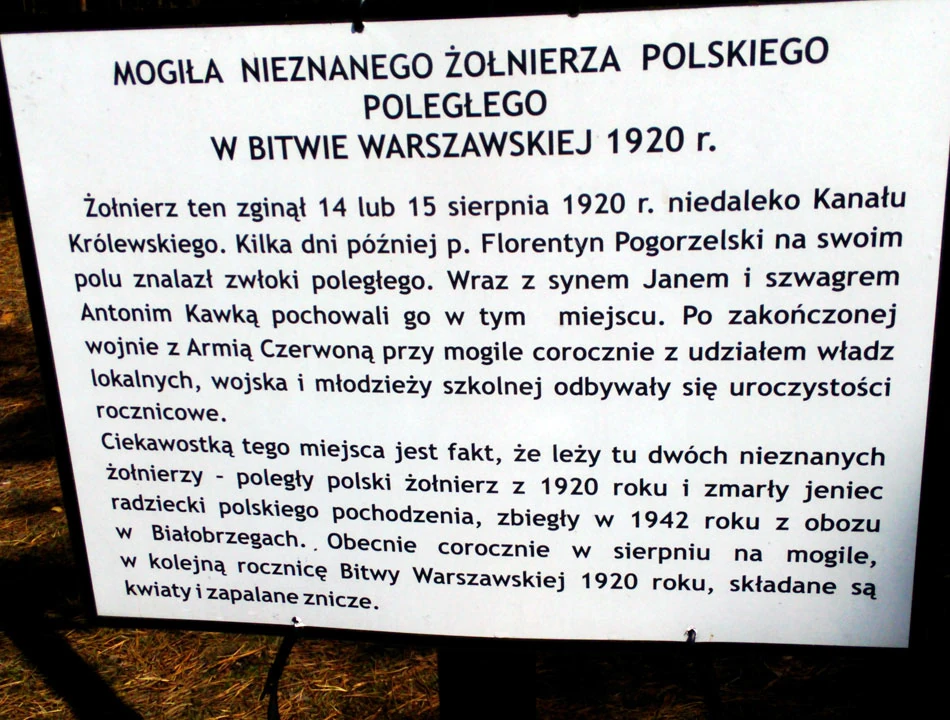 MOGIŁA NIEZNANEGO ŻOŁNIERZA POLSKIEGO
POLEGŁEGO
W BITWIE WARSZAWSKIEJ 1920 r.
Żołnierz ten zginął 14 lub 15 sierpnia 1920 r. niedaleko Kanału
Królewskiego. Kilka dni później p. Florentyn Pogorzelski na swoim
polu znalazł zwłoki poległego. Wraz z synem Janem i szwagrem
Antonim Kawką pochowali go w tym miejscu. Po zakończonej
wojnie z Armią Czerwoną przy mogile corocznie z udziałem władz
lokalnych, wojska i młodzieży szkolnej odbywały się uroczystości
rocznicowe.
Ciekawostką tego miejsca jest fakt, że leży tu dwóch nieznanych
żołnierzy - poległy polski żołnierz z 1920 roku i zmarły jeniec
radziecki polskiego pochodzenia, zbiegły w 1942 roku z obozu
w Białobrzegach. . Obecnie corocznie w sierpniu na mogile,
w kolejną rocznicę Bitwy Warszawskiej 1920 roku, składane są
kwiaty i zapalane znicze.